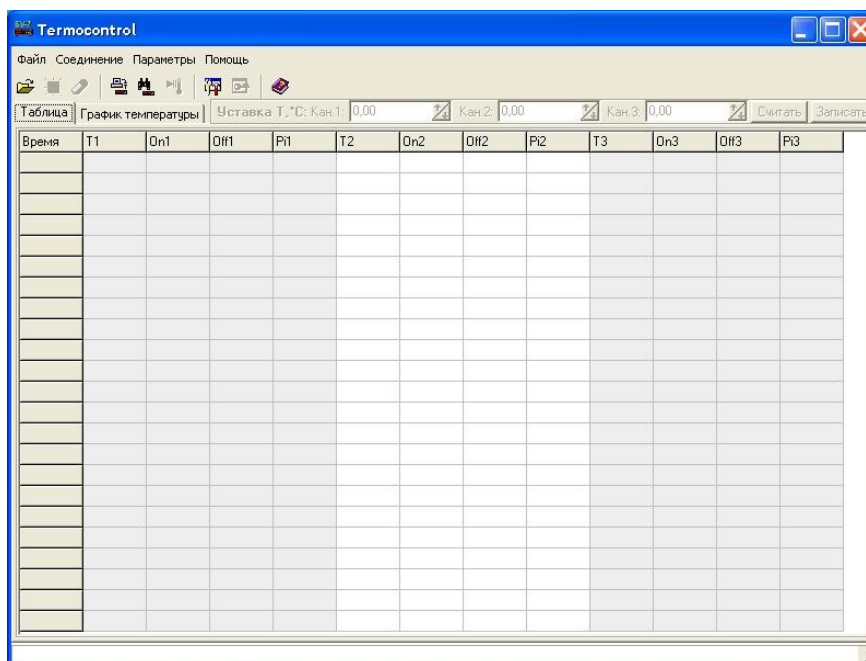 Termocontrol
Файл Соединение Параметры Помощь
Таблица График температуры Уставка Т,°С: Кан.1: 0,00 Кан.2: 0,00 Кан.3: 0,00 Считать Записать
Время T1 On1 Off1 Pi1 T2 On2 Off2 Pi2 T3 On3 Off3 Pi3